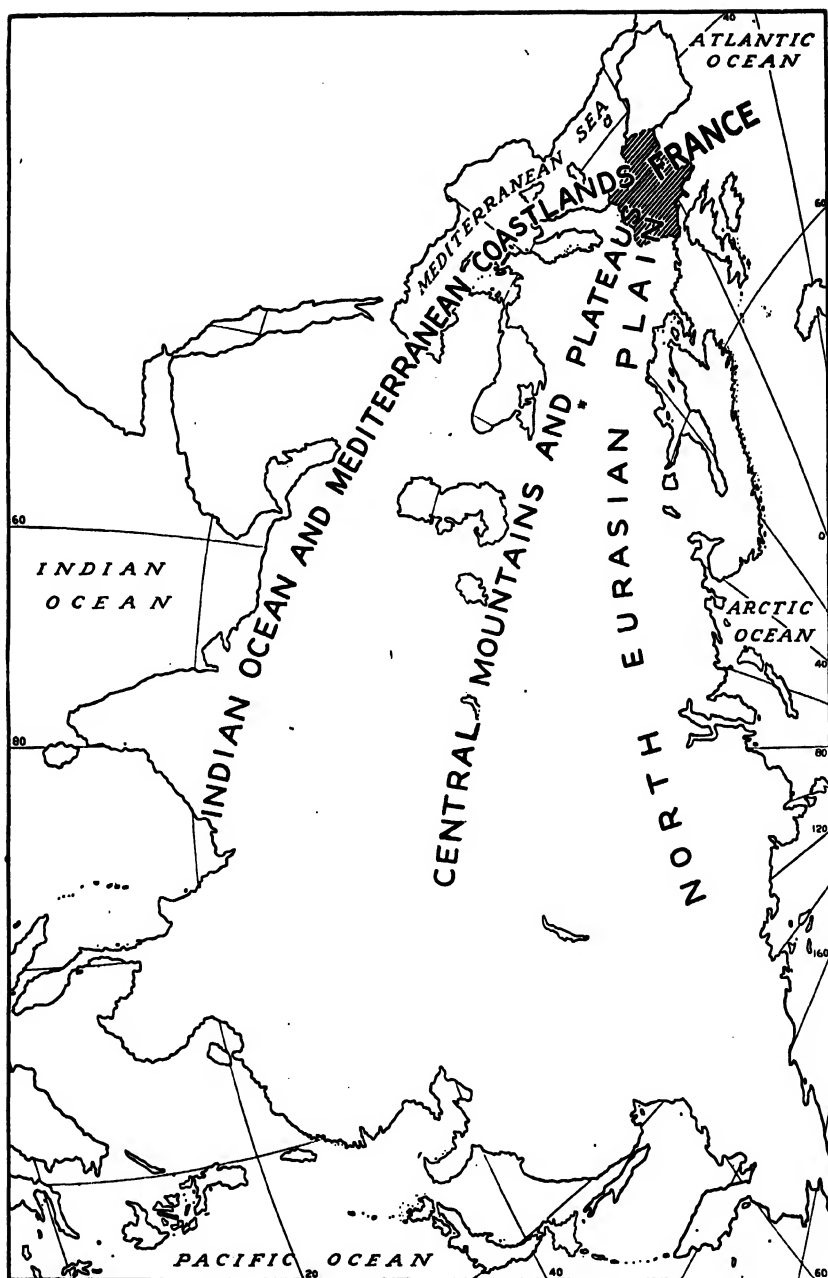 40
ATLANTIC
OCEAN
MEDITERRANEAN SEA
FRANCE
60
INDIAN OCEAN AND MEDITERRANEAN COASTLANDS
CENTRAL MOUNTAINS AND PLATEAUS
NORTH EURASIAN PLAIN
60
0
INDIAN
OCEAN
ARCTIC
OCEAN
40
80
80
120
160
PACIFIC OCEAN
20
40
60